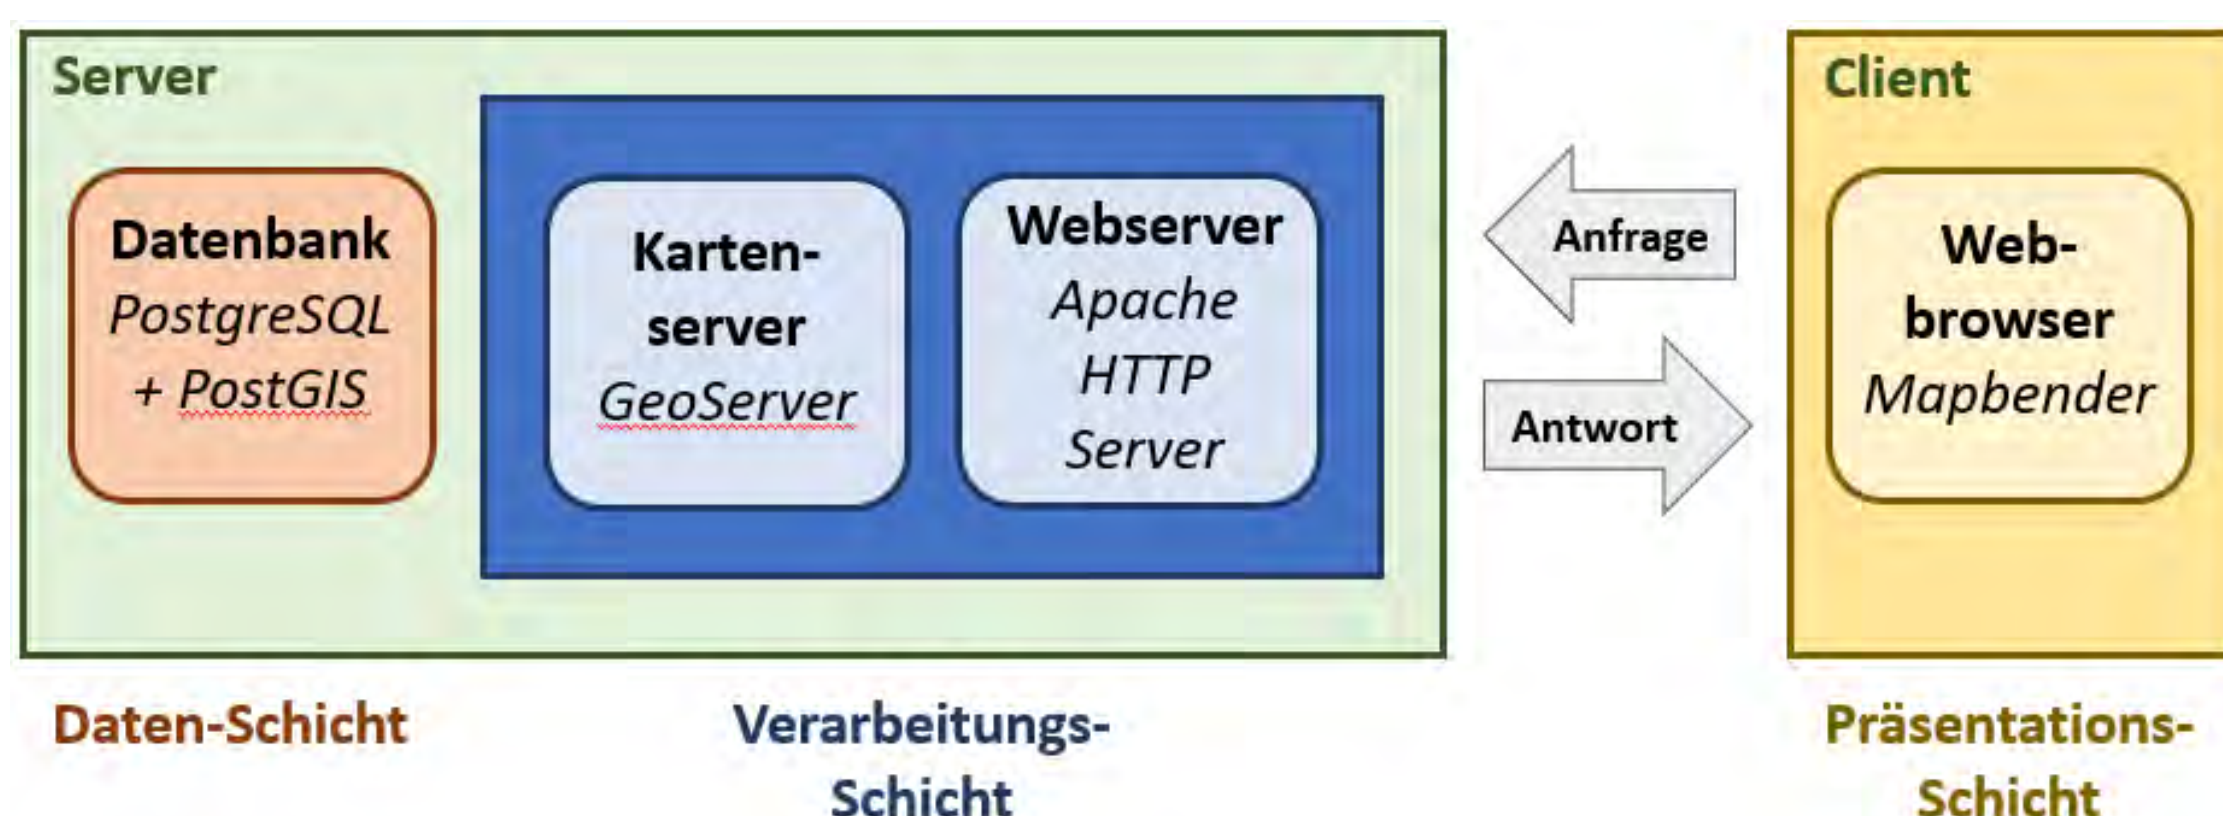 Server
Datenbank
PostgreSQL
+ PostGIS
Karten-
server
GeoServer
Webserver
Apache
HTTP
Server
Anfrage
Antwort
Client
Web-
browser
Mapbender
Daten-Schicht
Verarbeitungs-
Schicht
Präsentations-
Schicht